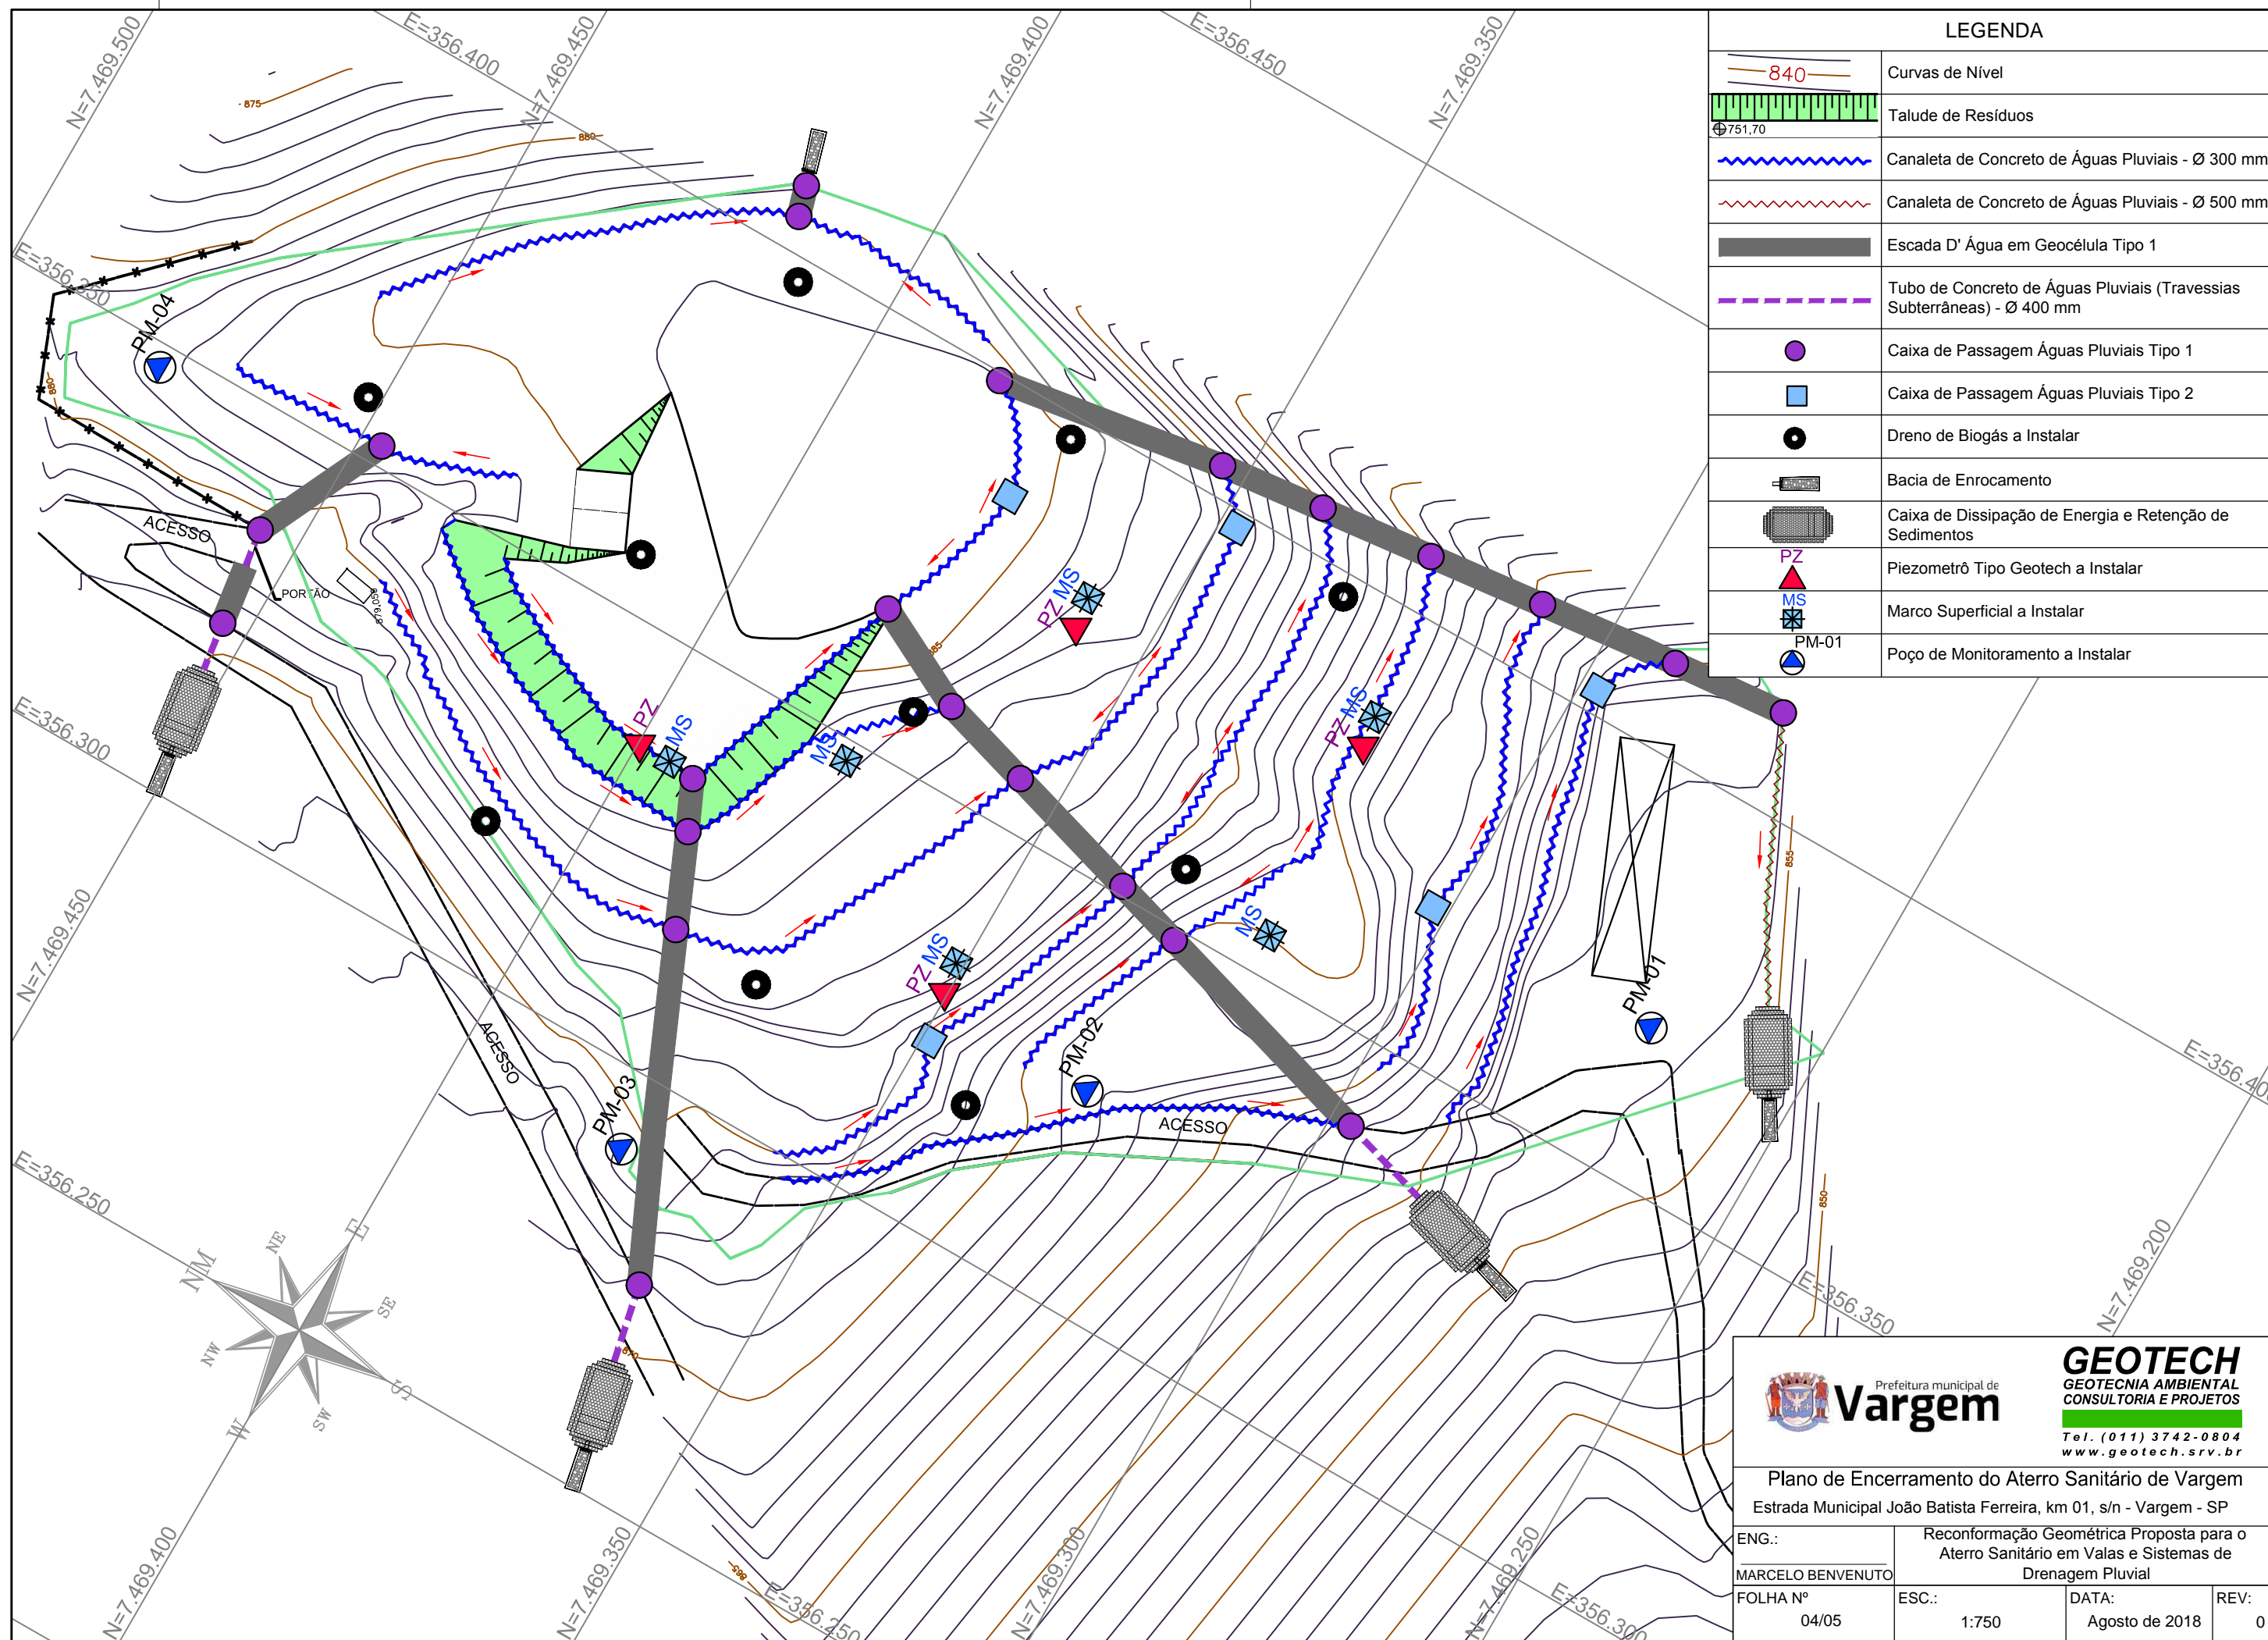 N=7.469.500
E=356.400
N=7.469.450
N=7.469.400
E=356.450
N=7.469.350
875
880
E=356.350
PM-04
880
ACESSO
PORTÃO
879,050
885
PZ
MS
PZ
MS
MS
PZ
MS
E=356.300
N=7.469.450
PZ
MS
MS
855
PM-01
PM-02
ACESSO
PM-03
ACESSO
E=356.400
E=356.250
850
NM
NE
E
SE
S
SW
W
NW
870
E=356.350
N=7.469.200
865
N=7.469.400
N=7.469.350
E=356.250
N=7.469.300
N=7.469.250
E=356.300
LEGENDA
840
Curvas de Nível
751,70
Talude de Resíduos
Canaleta de Concreto de Águas Pluviais - Ø 300 mm
Canaleta de Concreto de Águas Pluviais - Ø 500 mm
Escada D' Água em Geocélula Tipo 1
Tubo de Concreto de Águas Pluviais (Travessias
Subterrâneas) - Ø 400 mm
Caixa de Passagem Águas Pluviais Tipo 1
Caixa de Passagem Águas Pluviais Tipo 2
Dreno de Biogás a Instalar
Bacia de Enrocamento
Caixa de Dissipação de Energia e Retenção de
Sedimentos
PZ
Piezometrô Tipo Geotech a Instalar
MS
Marco Superficial a Instalar
PM-01
Poço de Monitoramento a Instalar
Prefeitura municipal de
Vargem
GEOTECH
GEOTECNIA AMBIENTAL
CONSULTORIA E PROJETOS
Tel. (011) 3742-0804
www.geotech.srv.br
Plano de Encerramento do Aterro Sanitário de Vargem
Estrada Municipal João Batista Ferreira, km 01, s/n - Vargem - SP
ENG.:
MARCELO BENVENUTO
Reconformação Geométrica Proposta para o
Aterro Sanitário em Valas e Sistemas de
Drenagem Pluvial
FOLHA Nº
04/05
ESC.:
1:750
DATA:
Agosto de 2018
REV:
0